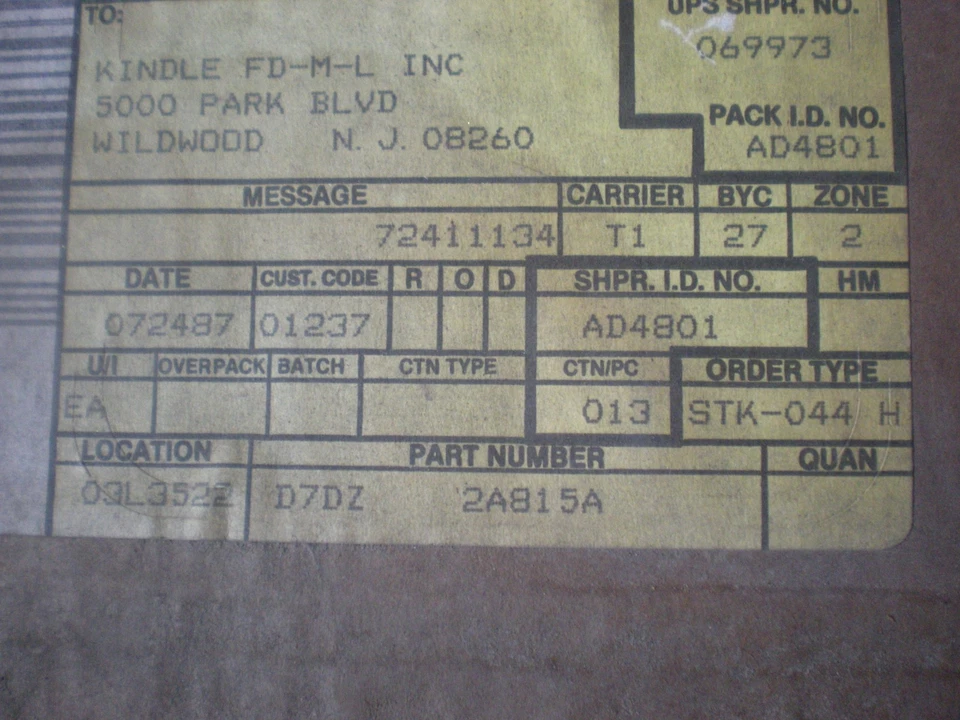 TO:
UPS SHPR. NO.
069973
KINDLE FD-M-L INC
5000 PARK BLVD
WILDWOOD N. J. 08260
PACK I.D. NO.
AD4801
MESSAGE CARRIER BYC ZONE
72411134 T1 27 2
DATE CUST. CODE R O D SHPR. I.D. NO. HM
072487 01237 AD4801
U/I OVERPACK BATCH CTN TYPE CTN/PC ORDER TYPE
EA 013 STK-044 H
LOCATION PART NUMBER QUAN
03L3522 D7DZ 2A815A